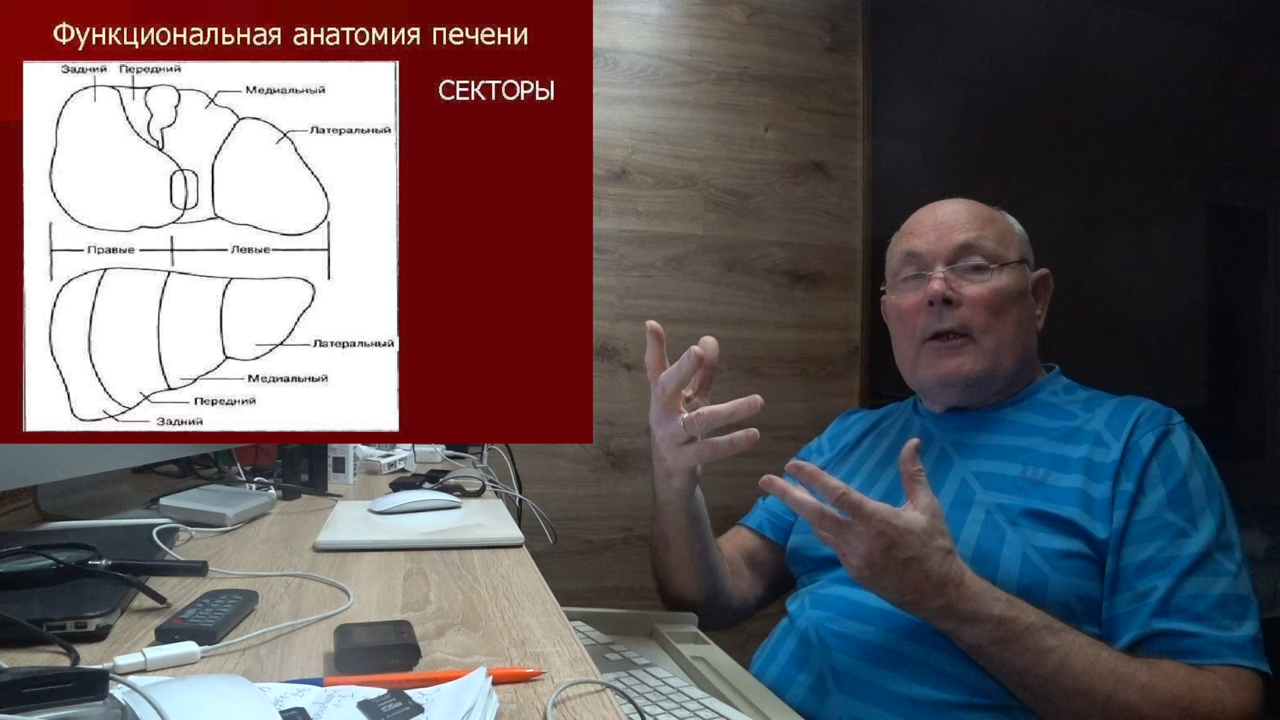 Функциональная анатомия печени
СЕКТОРЫ
Задний Передний
Медиальный
Латеральный
Правые Левые
Латеральный
Медиальный
Передний
Задний